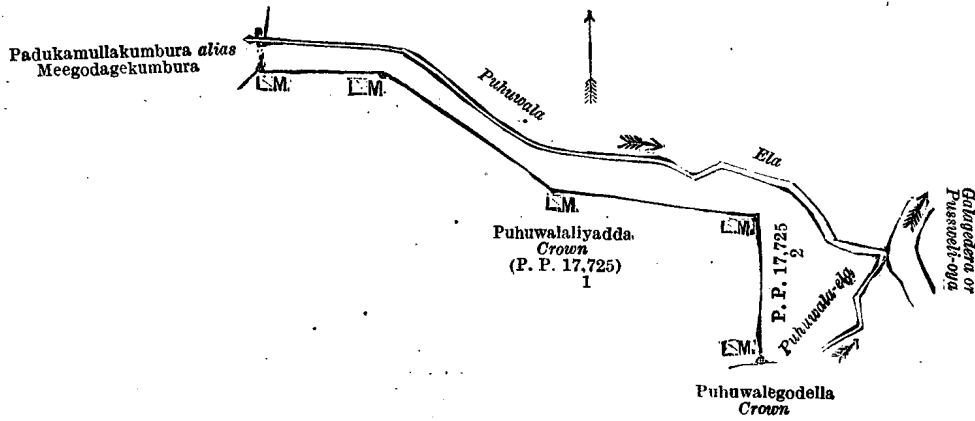 Padukamullakumbura alias
Meegodagekumbura
L.M.
L.M.
Puhuwala
Ela
Galagedera or
Pusweli-oya
L.M.
L.M.
Puhuwalaliyadda
Crown
(P. P. 17,725)
1
P. P. 17,725
2
Puhuwala-ela
L.M.
Puhuwalegodella
Crown